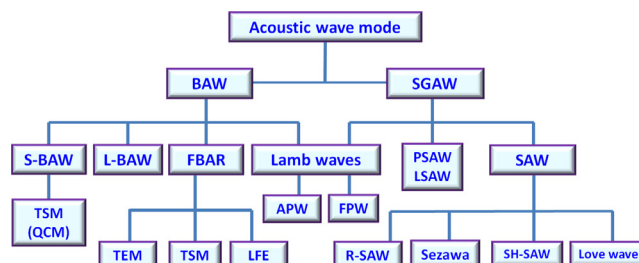 Acoustic wave mode
BAW
SGAW
S-BAW
L-BAW
FBAR
Lamb waves
PSAW
LSAW
SAW
TSM
(QCM)
APW
FPW
TEM
TSM
LFE
R-SAW
Sezawa
SH-SAW
Love wave